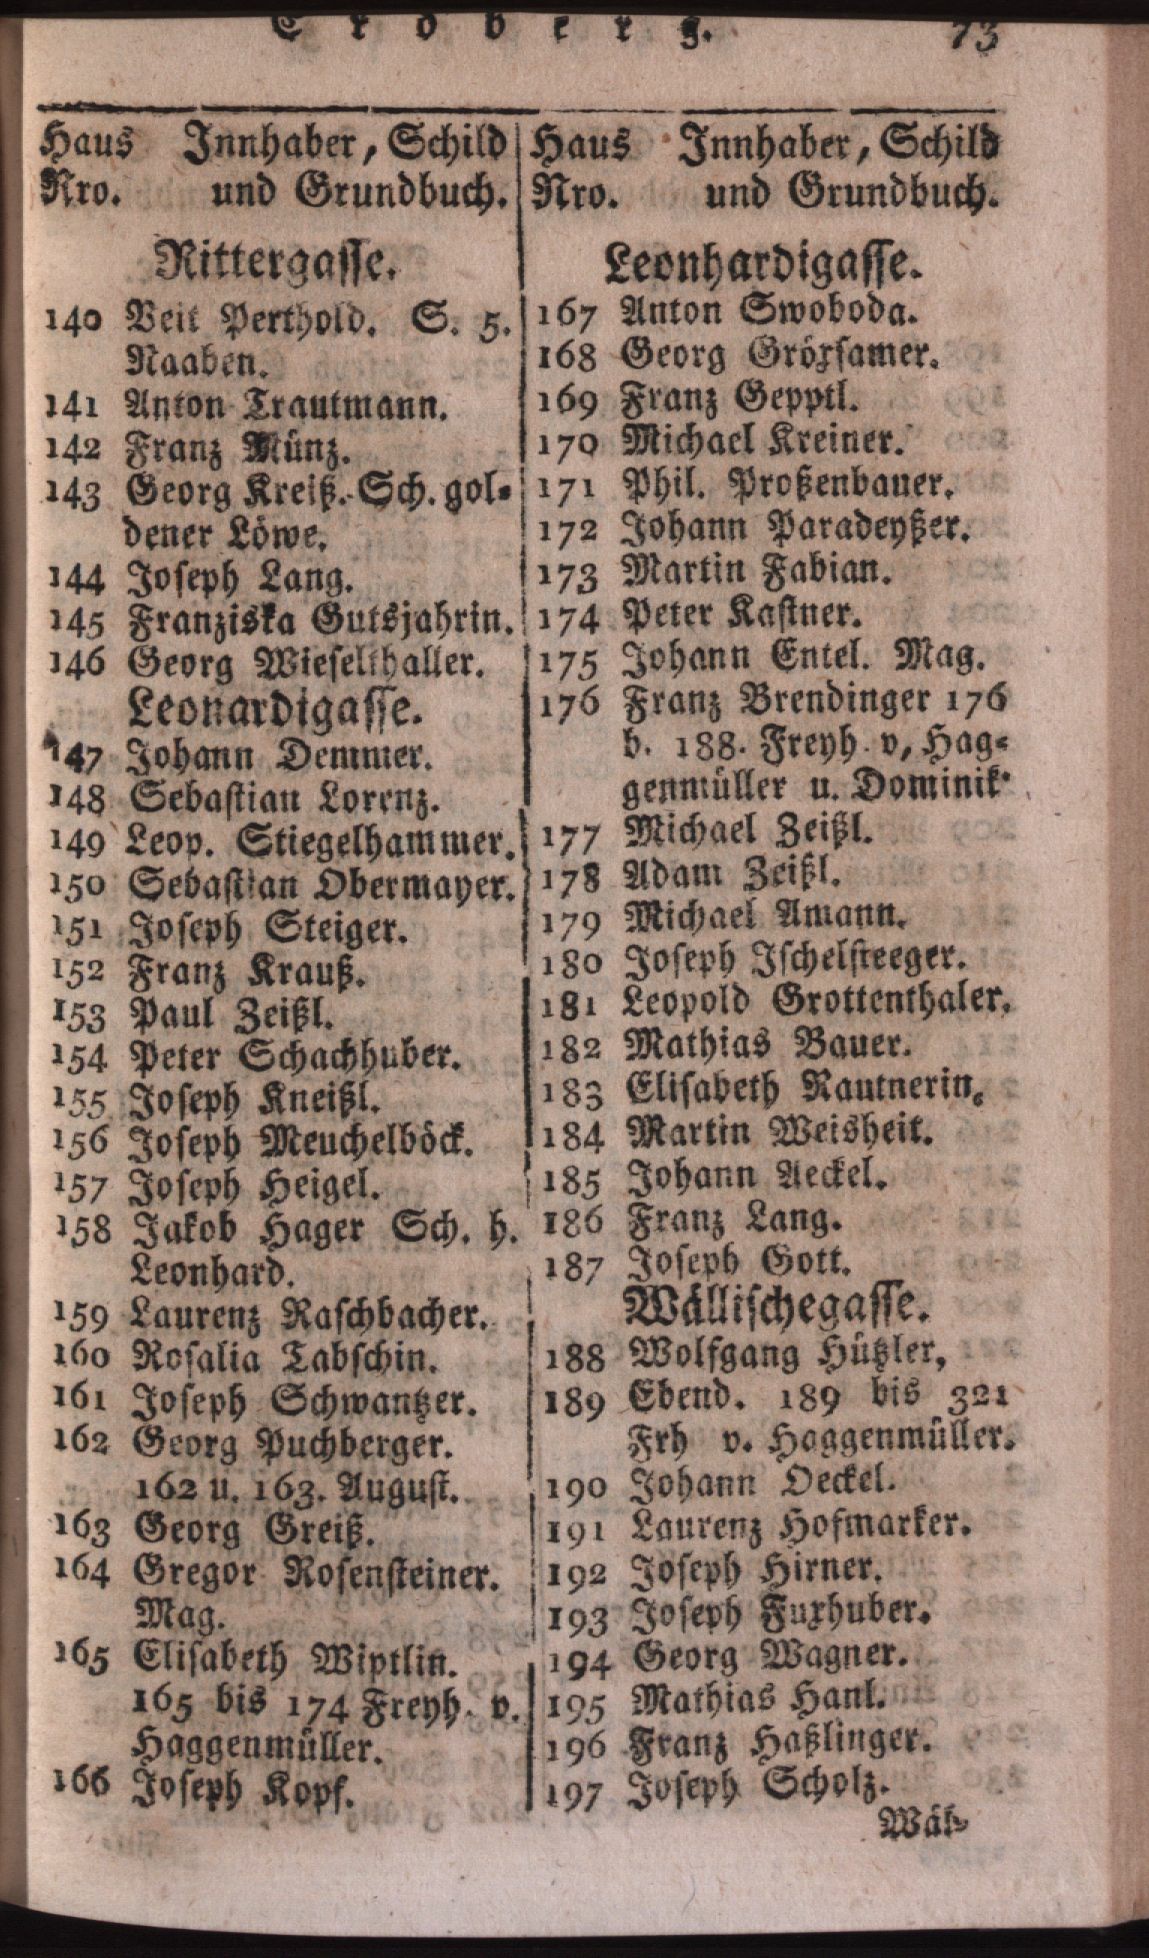 Erdberg. 73
Haus Innhaber, Schild
Nro. und Grundbuch.
Rittergasse.
140 Veit Perthold. S. 5.
Naaben.
141 Anton Trautmann.
142 Franz Münz.
143 Georg Kreiß. Sch. gol=
dener Löwe.
144 Joseph Lang.
145 Franziska Gutsjahrin.
146 Georg Wieselthaller.
Leonardigasse.
147 Johann Demmer.
148 Sebastian Lorenz.
149 Leop. Stiegelhammer.
150 Sebastian Obermayer.
151 Joseph Steiger.
152 Franz Krauß.
153 Paul Zeißl.
154 Peter Schachhuber.
155 Joseph Kneißl.
156 Joseph Meuchelböck.
157 Joseph Heigel.
158 Jakob Hager Sch. h.
Leonhard.
159 Laurenz Raschbacher.
160 Rosalia Tabschin.
161 Joseph Schwantzer.
162 Georg Puchberger.
162 u. 163. August.
163 Georg Greiß.
164 Gregor Rosensteiner.
Mag.
165 Elisabeth Wiptlin.
165 bis 174 Freyh. v.
Haggenmüller.
166 Joseph Kopf.
Haus Innhaber, Schild
Nro. und Grundbuch.
Leonhardigasse.
167 Anton Swoboda.
168 Georg Gröxsamer.
169 Franz Gepptl.
170 Michael Kreiner.
171 Phil. Proßenbauer.
172 Johann Paradeyßer.
173 Martin Fabian.
174 Peter Kastner.
175 Johann Entel. Mag.
176 Franz Brendinger 176
b. 188. Freyh. v, Hag=
genmüller u. Dominik.
177 Michael Zeißl.
178 Adam Zeißl.
179 Michael Amann.
180 Joseph Ischelsteeger.
181 Leopold Grottenthaler.
182 Mathias Bauer.
183 Elisabeth Rautnerin.
184 Martin Weisheit.
185 Johann Aeckel.
186 Franz Lang.
187 Joseph Gott.
Wällischegasse.
188 Wolfgang Hützler,
189 Ebend. 189 bis 321
Frh v. Haggenmüller.
190 Johann Oeckel.
191 Laurenz Hofmarker.
192 Joseph Hirner.
193 Joseph Fuxhuber.
194 Georg Wagner.
195 Mathias Hanl.
196 Franz Haßlinger.
197 Joseph Scholz.
Wäl=